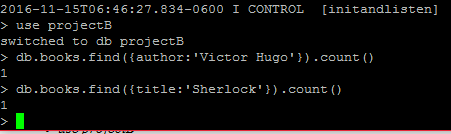 2016-11-15T06:46:27.834-0600 I CONTROL  [initandlisten]
> use projectB
switched to db projectB
> db.books.find({author:'Victor Hugo'}).count()
1
> db.books.find({title:'Sherlock'}).count()
1
>